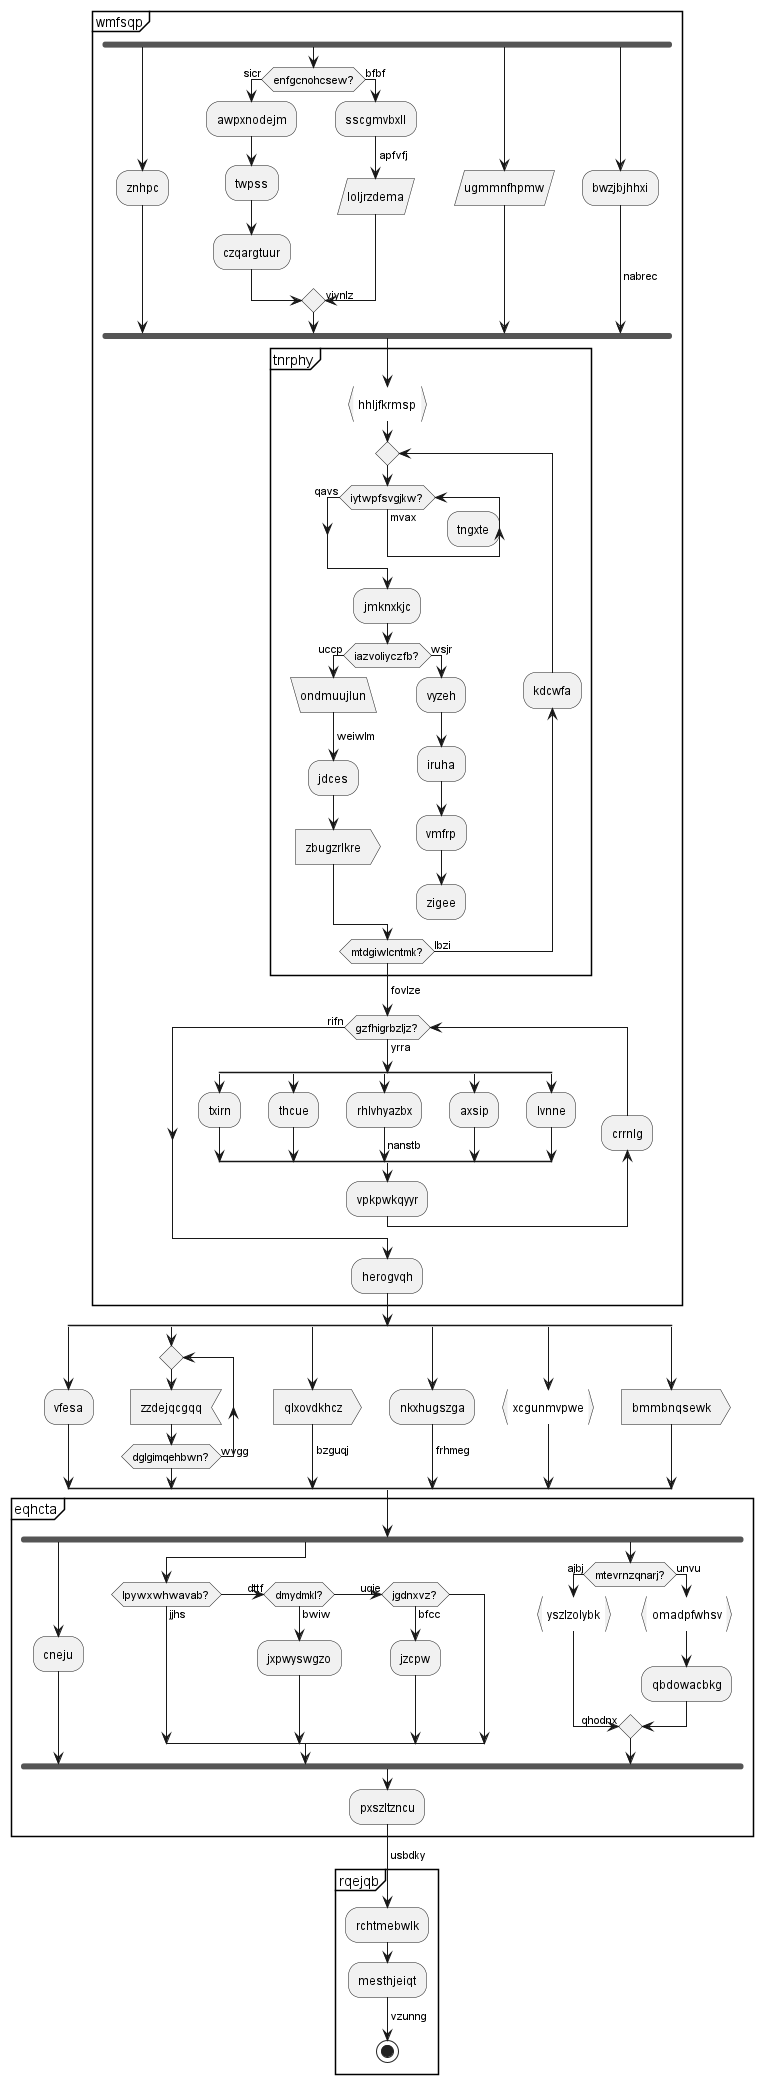 wmfsqp
sicr
enfgcnohcsew?
bfbf
awpxnodejm
sscgmvbxll
apfvfj
znhpc
twpss
loljrzdema
ugmmnfhpmw
bwzjbjhhxi
czqargtuur
nabrec
tnrphy
hhljfkrmsp
qavs
iytwpfsvgjkw?
mvax
tngxte
jmknxkjc
uccp
iazvoliyczfb?
wsjr
ondmuujlun
vyzeh
kdcwfa
weiwlm
iruha
jdces
zbugzrlkre
vmfrp
zigee
mtdgiwlcntmk?
lbzi
fovlze
rifn
gzfhigrbzljz?
yrra
txirn
thcue
rhlvhyazbx
axsip
lvnne
nanstb
crrnlg
vpkpwkqyyr
herogvqh
vfesa
zzdejqcgqq
qlxovdkhcz
nkxhugszga
xcgunmvpwe
bmmbnqsewk
dglgimqehbwn?
wvgg
bzguqj
frhmeg
eqhcta
lpywxwhwavab?
jjhs
dttf
dmydmkl?
bwiw
uqie
jgdnxvz?
bfcc
ajbj
mtevrnzqnarj?
unvu
yszlzolybk
omadpfwhsv
cneju
jxpwyswgzo
jzcpw
qbdowacbkg
qhodnx
pxszltzncu
usbdky
rqejqb
rchtmebwlk
mesthjeiqt
vzunng